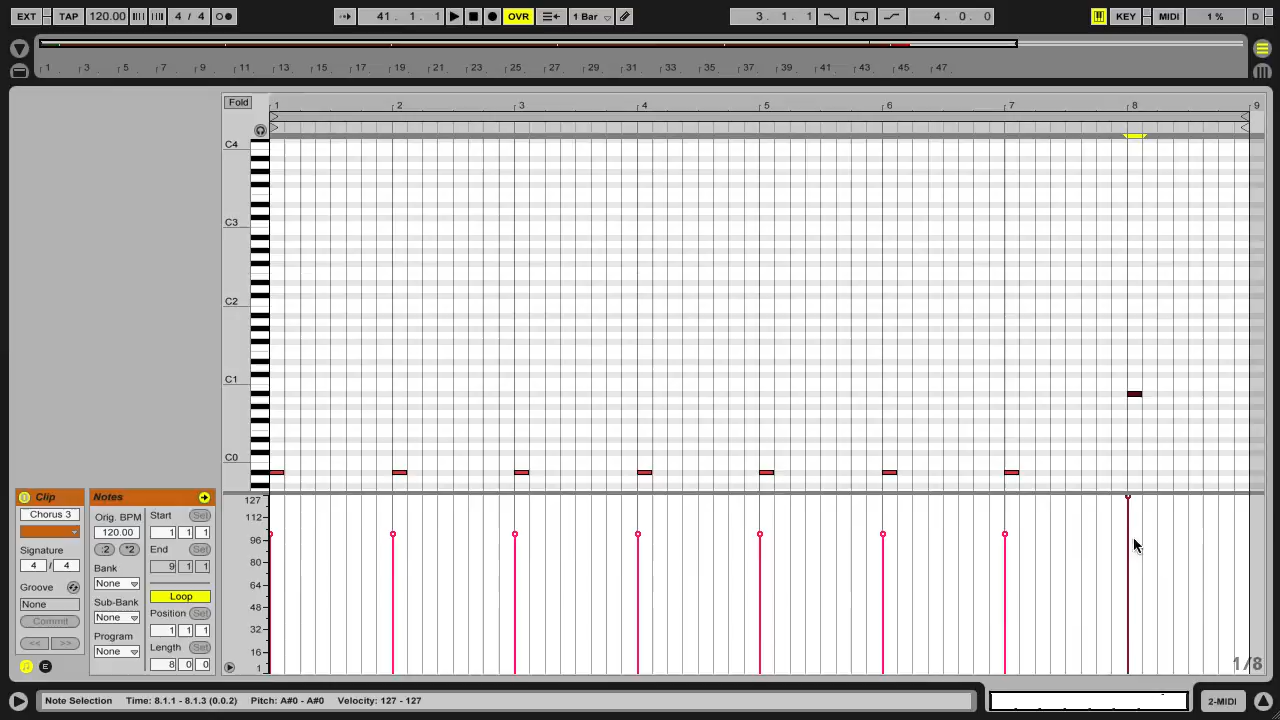 EXT TAP 120.00 4 / 4 41 . 1 . 1 OVR 1 Bar 3 . 1 . 1 4 . 0 . 0 KEY MIDI 1 % D
1 3 5 7 9 11 13 15 17 19 21 23 25 27 29 31 33 35 37 39 41 43 45 47
Fold 1 2 3 4 5 6 7 8 9
C4
C3
C2
C1
C0
Clip
Chorus 3
Signature
4 / 4
Groove
None
Commit
<< >>
E
Notes
Orig. BPM
120.00
:2 *2
Bank
None
Sub-Bank
None
Program
None
Start Set
1 1 1
End Set
9 1 1
Loop
Position Set
1 1 1
Length Set
8 0 0
127
112
96
80
64
48
32
16
1
1/8
Note Selection Time: 8.1.1 - 8.1.3 (0.0.2) Pitch: A#0 - A#0 Velocity: 127 - 127
2-MIDI